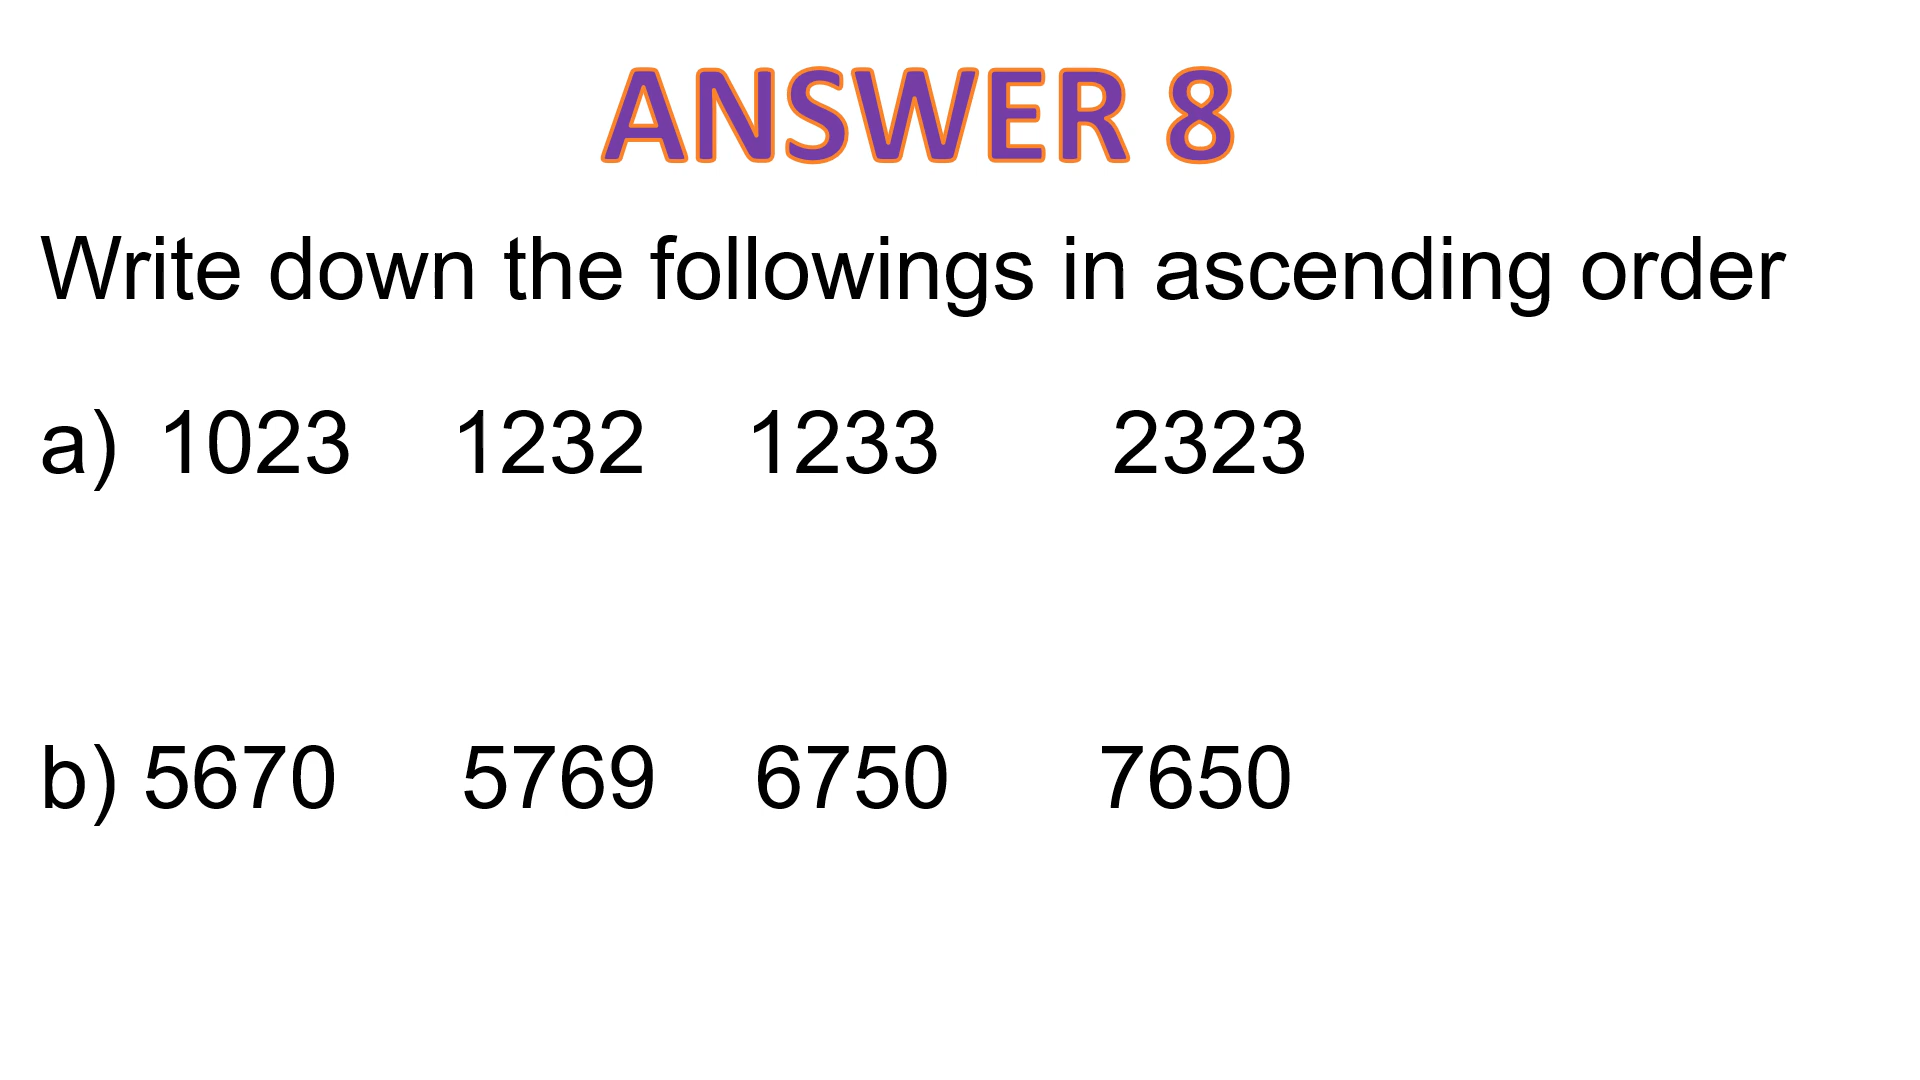 ANSWER 8
Write down the followings in ascending order
a) 1023 1232 1233 2323
b) 5670 5769 6750 7650